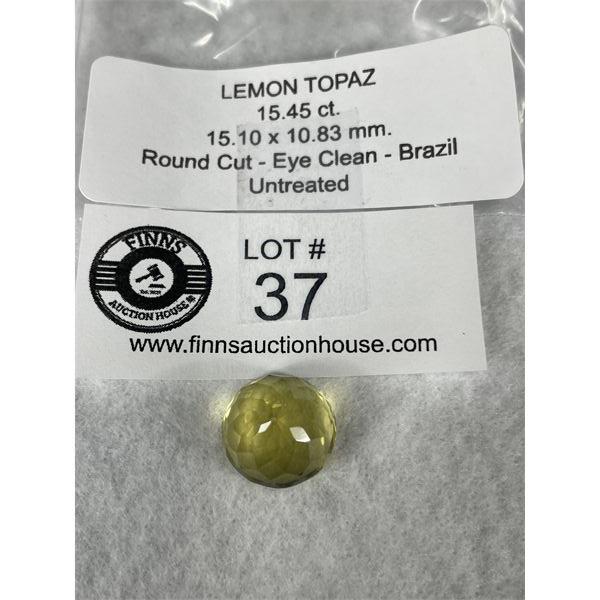 LEMON TOPAZ
15.45 ct.
15.10 x 10.83 mm.
Round Cut - Eye Clean - Brazil
Untreated
FINNS
AUCTION HOUSE
LOT #
37
www.finnsauctionhouse.com